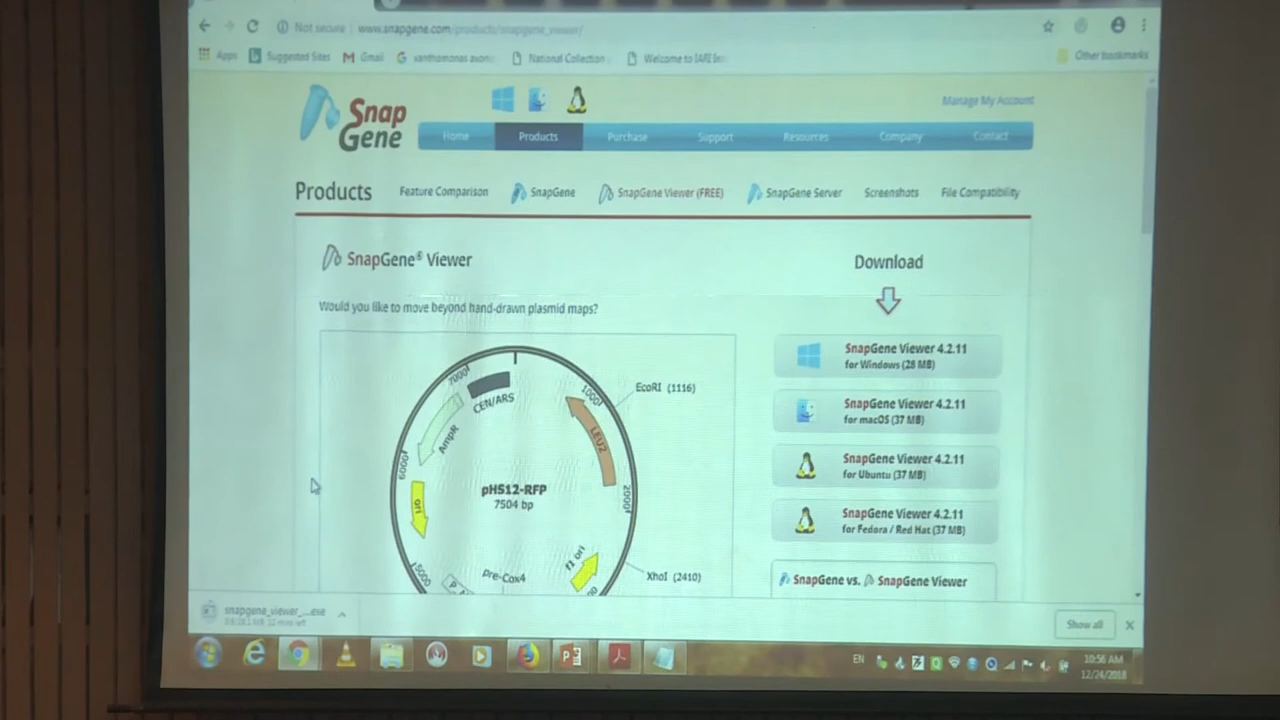 Not secure www.snapgene.com/products/snapgene_viewer/
Apps Suggested Sites Gmail xanthomonas axono National Collection Welcome to IARI Other bookmarks
Manage My Account
Snap
Gene
Home Products Purchase Support Resources Company Contact
Products Feature Comparison SnapGene SnapGene Viewer (FREE) SnapGene Server Screenshots File Compatibility
SnapGene® Viewer
Download
Would you like to move beyond hand-drawn plasmid maps?
SnapGene Viewer 4.2.11
for Windows (28 MB)
SnapGene Viewer 4.2.11
for macOS (37 MB)
SnapGene Viewer 4.2.11
for Ubuntu (37 MB)
SnapGene Viewer 4.2.11
for Fedora / Red Hat (37 MB)
SnapGene vs. SnapGene Viewer
7000
CEN/ARS
1000
EcoRI (1116)
AmpR
LEU2
6000
pHS12-RFP
7504 bp
2000
ori
f1 ori
5000
pre-Cox4
XhoI (2410)
snapgene_viewer_...exe
Show all
EN
10:56 AM
12/24/2018